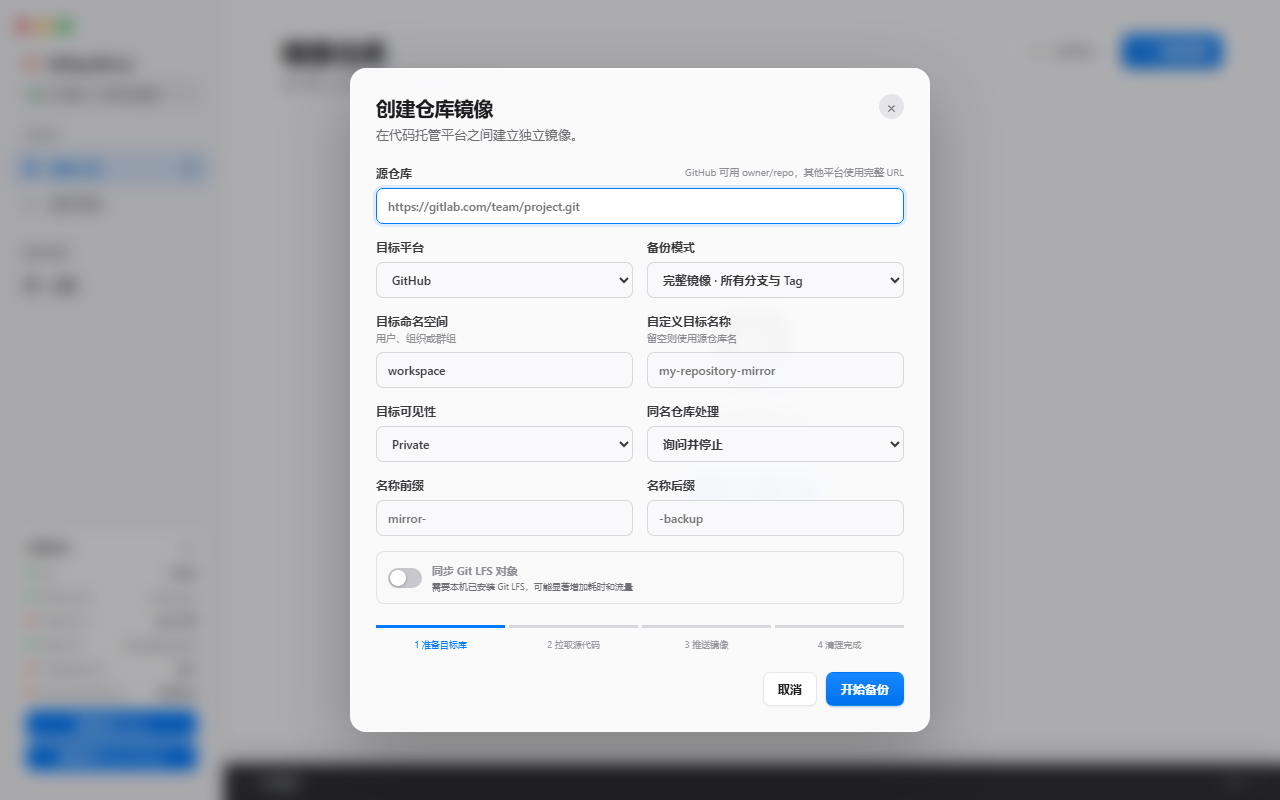 创建仓库镜像
×
在代码托管平台之间建立独立镜像。
源仓库
GitHub 可用 owner/repo，其他平台使用完整 URL
https://gitlab.com/team/project.git
目标平台
备份模式
GitHub
完整镜像 · 所有分支与 Tag
目标命名空间
自定义目标名称
用户、组织或群组
留空则使用源仓库名
workspace
my-repository-mirror
目标可见性
同名仓库处理
Private
询问并停止
名称前缀
名称后缀
mirror-
-backup
同步 Git LFS 对象
需要本机已安装 Git LFS，可能显著增加耗时和流量
1 准备目标库
2 拉取源代码
3 推送镜像
4 清理完成
取消
开始备份